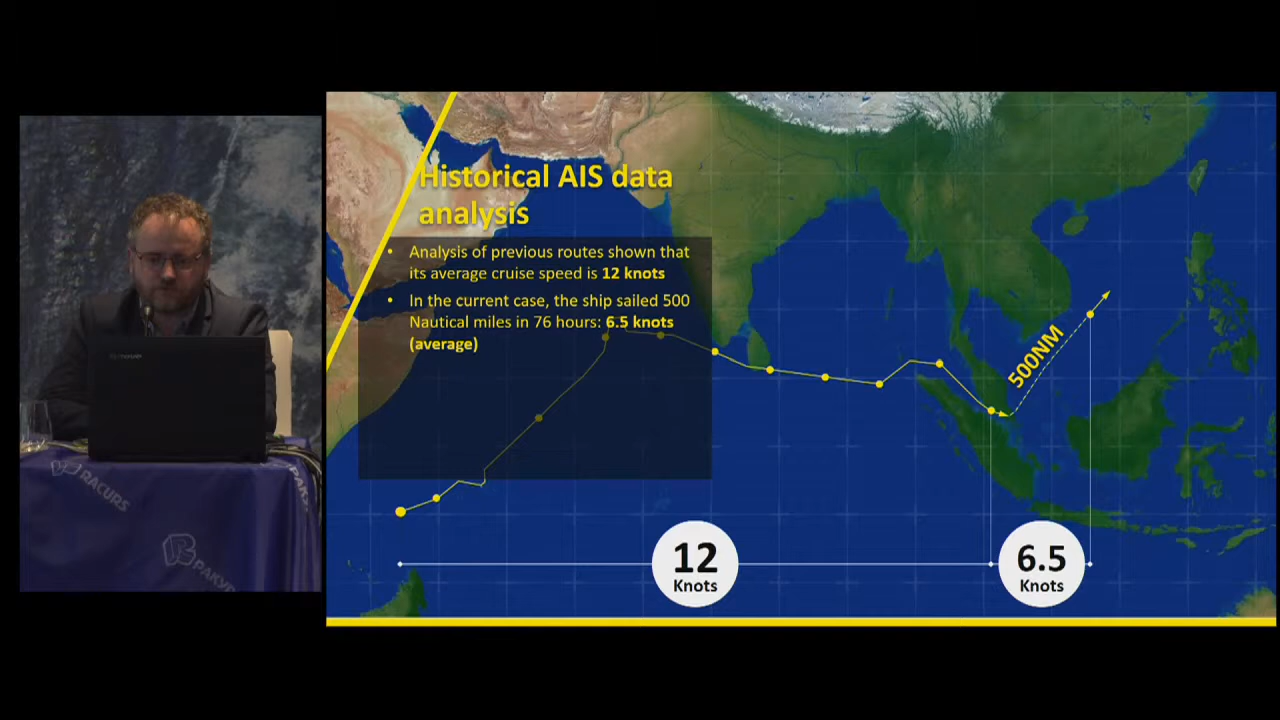 Historical AIS data
analysis
• Analysis of previous routes shown that
its average cruise speed is 12 knots
• In the current case, the ship sailed 500
Nautical miles in 76 hours: 6.5 knots
(average)
500NM
12
Knots
6.5
Knots
RACURS